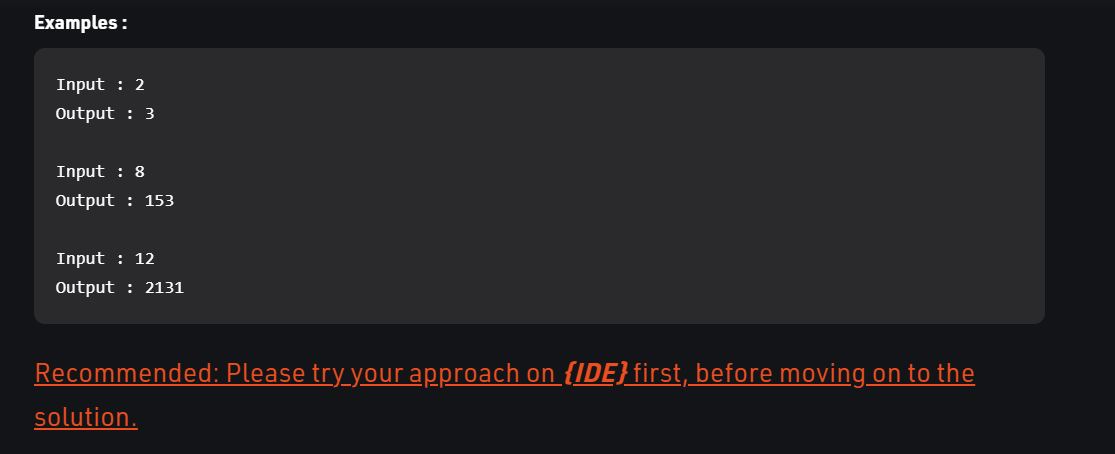 Examples :
Input : 2
Output : 3
Input : 8
Output : 153
Input : 12
Output : 2131
Recommended: Please try your approach on {IDE} first, before moving on to the
solution.